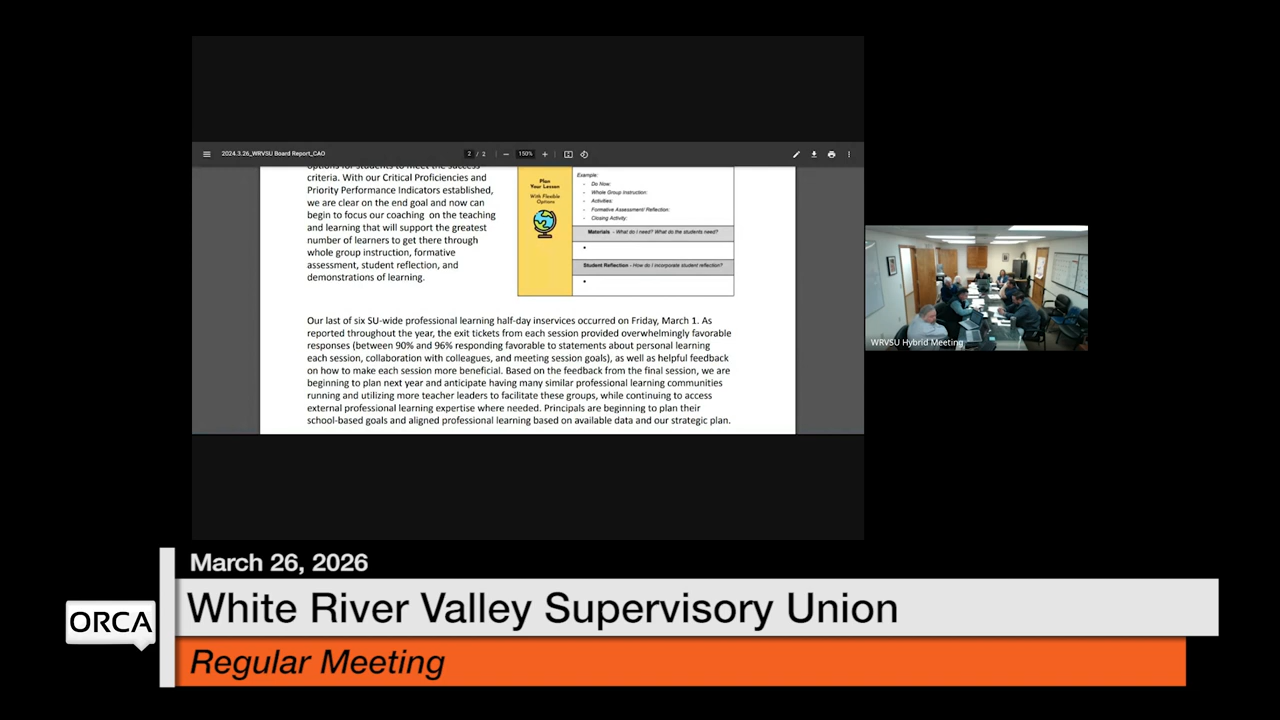 2024.3.26_WRVSU Board Report_CAO
2 / 2
150%
options for students to meet the success
criteria. With our Critical Proficiencies and
Priority Performance Indicators established,
we are clear on the end goal and now can
begin to focus our coaching on the teaching
and learning that will support the greatest
number of learners to get there through
whole group instruction, formative
assessment, student reflection, and
demonstrations of learning.
Plan
Your Lesson
With Flexible
Options
Example:
- Do Now:
- Whole Group Instruction:
- Activities:
- Formative Assessment/ Reflection:
- Closing Activity:
Materials - What do I need? What do the students need?
Student Reflection - How do I incorporate student reflection?
Our last of six SU-wide professional learning half-day inservices occurred on Friday, March 1. As
reported throughout the year, the exit tickets from each session provided overwhelmingly favorable
responses (between 90% and 96% responding favorable to statements about personal learning
each session, collaboration with colleagues, and meeting session goals), as well as helpful feedback
on how to make each session more beneficial. Based on the feedback from the final session, we are
beginning to plan next year and anticipate having many similar professional learning communities
running and utilizing more teacher leaders to facilitate these groups, while continuing to access
external professional learning expertise where needed. Principals are beginning to plan their
school-based goals and aligned professional learning based on available data and our strategic plan.
WRVSU Hybrid Meeting
March 26, 2026
ORCA
White River Valley Supervisory Union
Regular Meeting